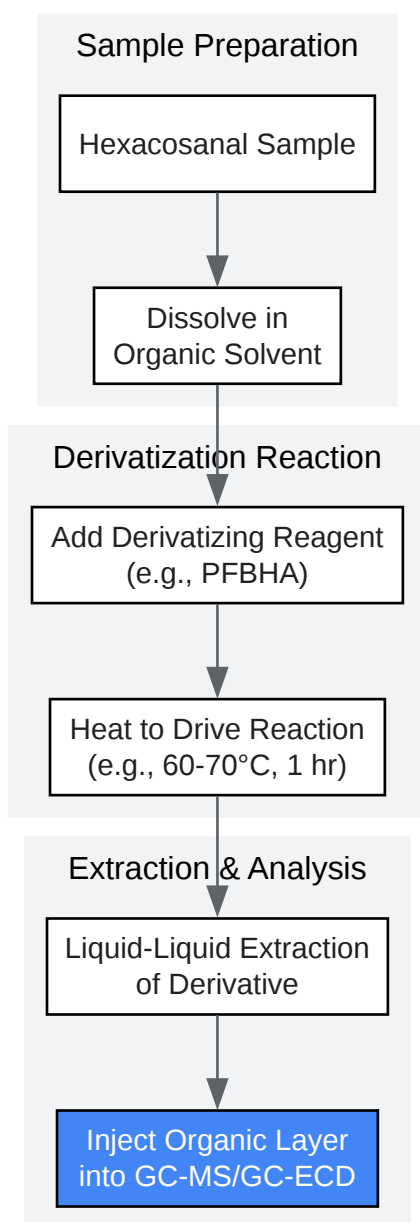 Sample Preparation
Hexacosanal Sample
Dissolve in
Organic Solvent
Derivatization Reaction
Add Derivatizing Reagent
(e.g., PFBHA)
Heat to Drive Reaction
(e.g., 60-70°C, 1 hr)
Extraction & Analysis
Liquid-Liquid Extraction
of Derivative
Inject Organic Layer
into GC-MS/GC-ECD